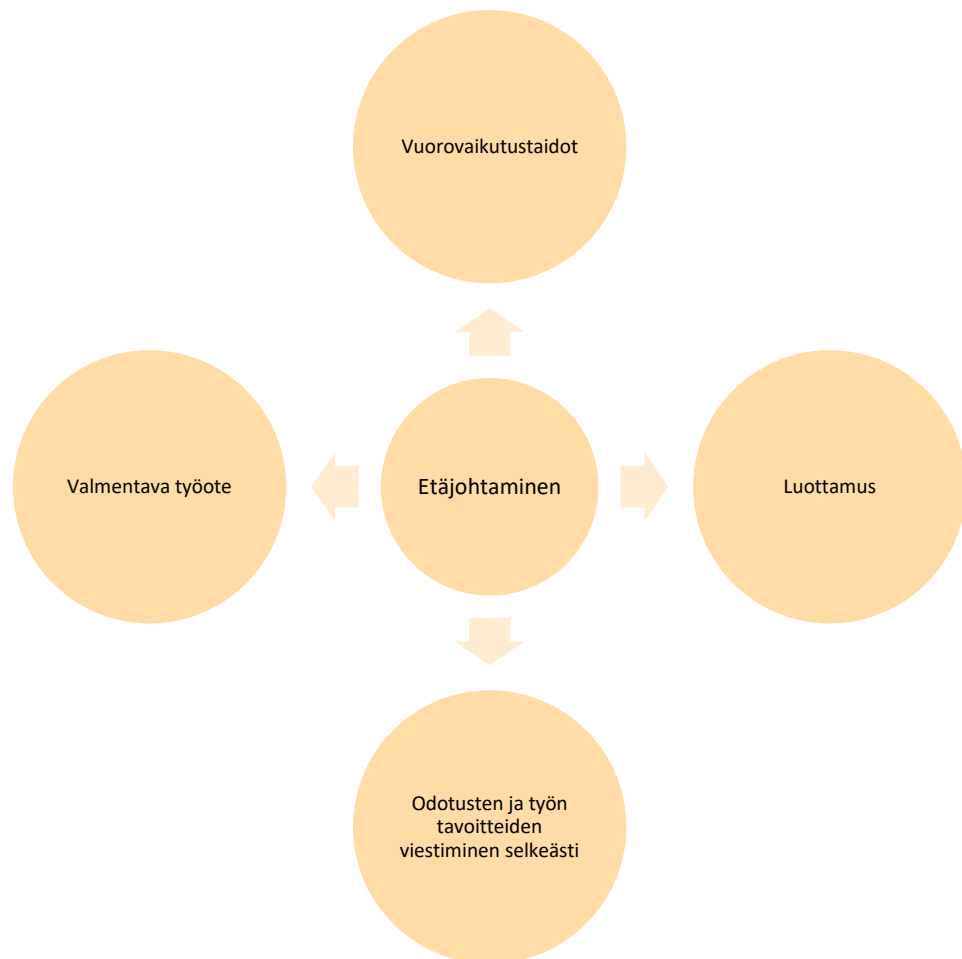 Vuorovaikutustaidot
Valmentava työote
Etäjohtaminen
Luottamus
Odotusten ja työn
tavoitteiden
viestiminen selkeästi